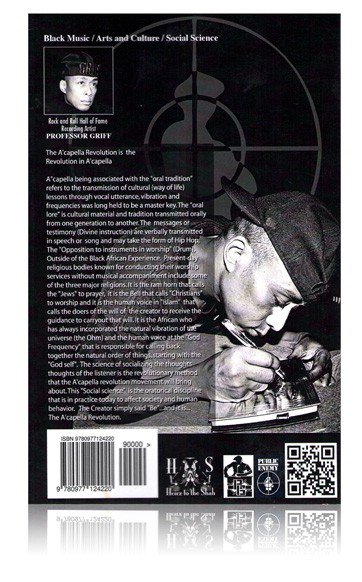 Black Music / Arts and Culture / Social Science
GRIFF
Rock and Roll Hall of Fame
Recording Artist
PROFESSOR GRIFF
The A'capella Revolution is the
Revolution in A'capella
A"capella being associated with the "oral tradition"
refers to the transmission of cultural (way of life)
lessons through vocal utterance, vibration and
frequencies was long held to be a master key. The "oral
lore" is cultural material and tradition transmitted orally
from one generation to another. The messages or
testimony (Divine instruction) are verbally transmitted
in speech or song and may take the form of Hip Hop.
The "Opposition to instruments in worship" (Drum)
Outside of the Black African Experience. Present-day
religious bodies known for conducting their worship
services without musical accompaniment include some
of the three major religions. It is the ram horn that calls
the "Jews" to prayer, it is the Bell that calls "Christians"
to worship and it is the human voice in "Islam" that
calls the doers of the will of the creator to receive the
guidance to carryout that will. It is the African who
has always incorporated the natural vibration of the
universe (the Ohm) and the human voice at the "God
Frequency" that is responsible for calling back
together the natural order of things, starting with the
"God self". The science of socializing the thoughts
thoughts of the listener is the revolutionary method
that the A'capella revolution movement will bring
about. This "Social science", is the oratorical discipline
that is in practice today to affect society and human
behavior. The Creator simply said "Be"...and it is...
The A'capella Revolution.
ISBN 9780977124220
90000 >
9 780977 124220
H S
Heirz to the Shah
PUBLIC
ENEMY